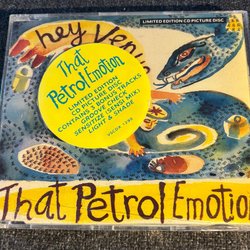 LIMITED EDITION CD PICTURE DISC
hey Venus
That
Petrol Emotion
LIMITED EDITION
CD PICTURE DISC
CONTAINS 3 BONUS TRACKS
GROOVE CHECK
SENSITIZE (SENSI MIX)
LIGHT & SHADE
That Petrol Emotion